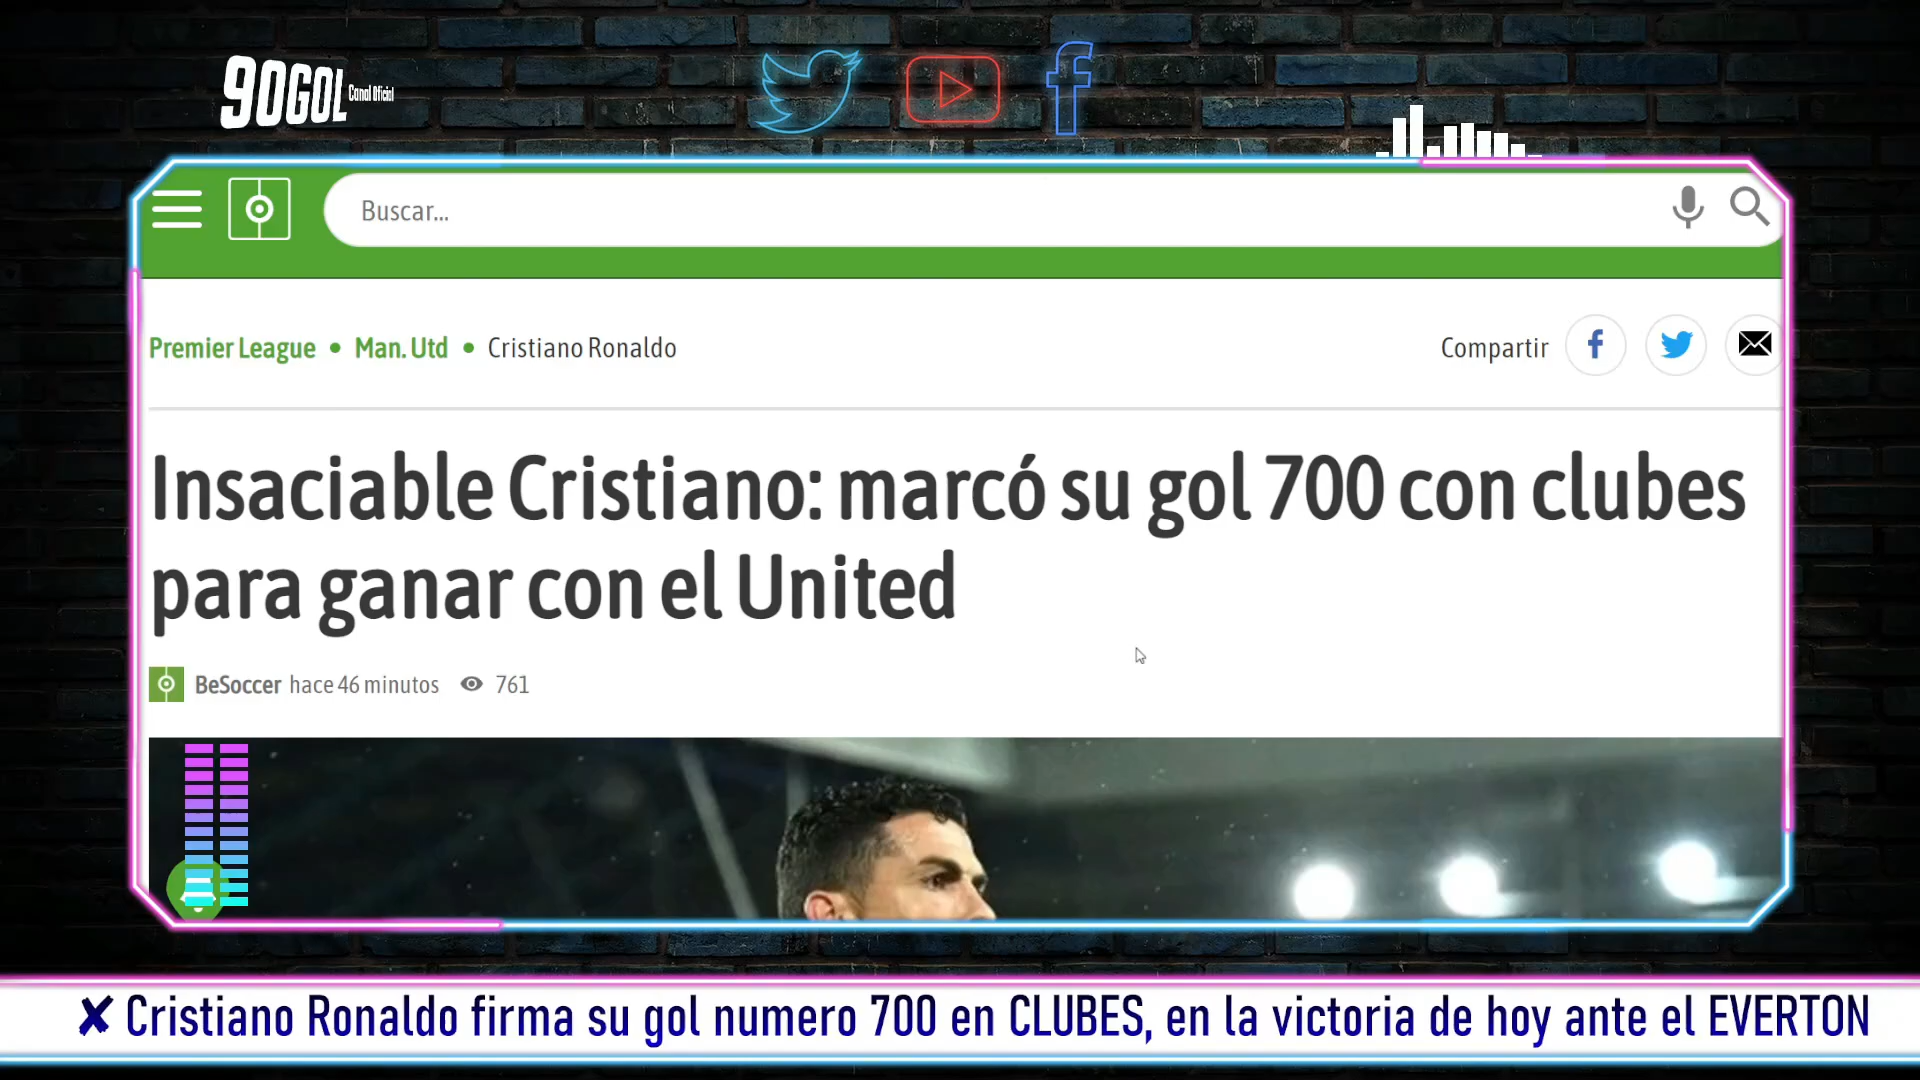 90GOL Canal Oficial
Buscar...
Premier League • Man. Utd • Cristiano Ronaldo
Compartir
Insaciable Cristiano: marcó su gol 700 con clubes
para ganar con el United
BeSoccer hace 46 minutos 761
✘ Cristiano Ronaldo firma su gol numero 700 en CLUBES, en la victoria de hoy ante el EVERTON